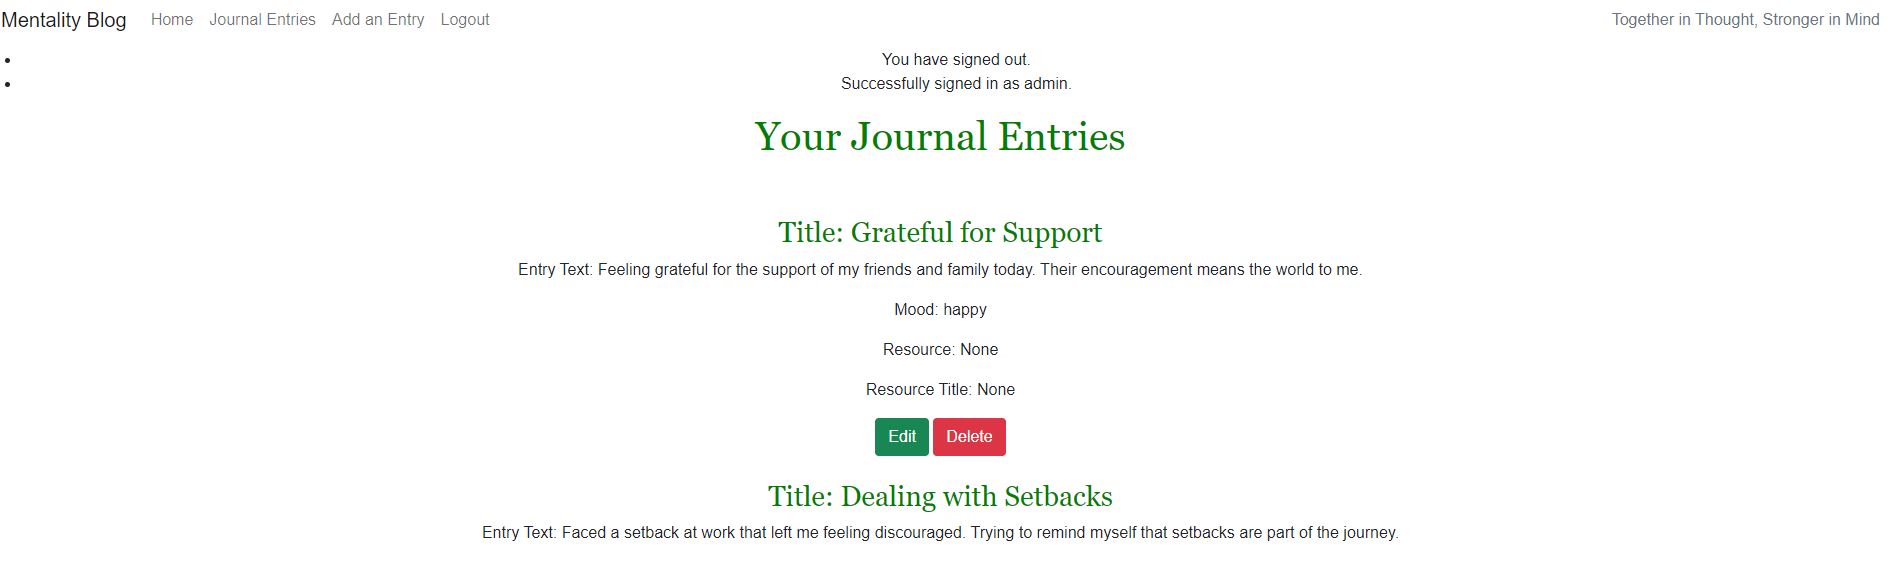 Mentality Blog Home Journal Entries Add an Entry Logout Together in Thought, Stronger in Mind
You have signed out.
Successfully signed in as admin.
Your Journal Entries
Title: Grateful for Support
Entry Text: Feeling grateful for the support of my friends and family today. Their encouragement means the world to me.
Mood: happy
Resource: None
Resource Title: None
Edit Delete
Title: Dealing with Setbacks
Entry Text: Faced a setback at work that left me feeling discouraged. Trying to remind myself that setbacks are part of the journey.